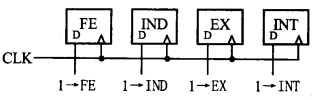 FE IND EX INT
D D D D
CLK
1→FE 1→IND 1→EX 1→INT